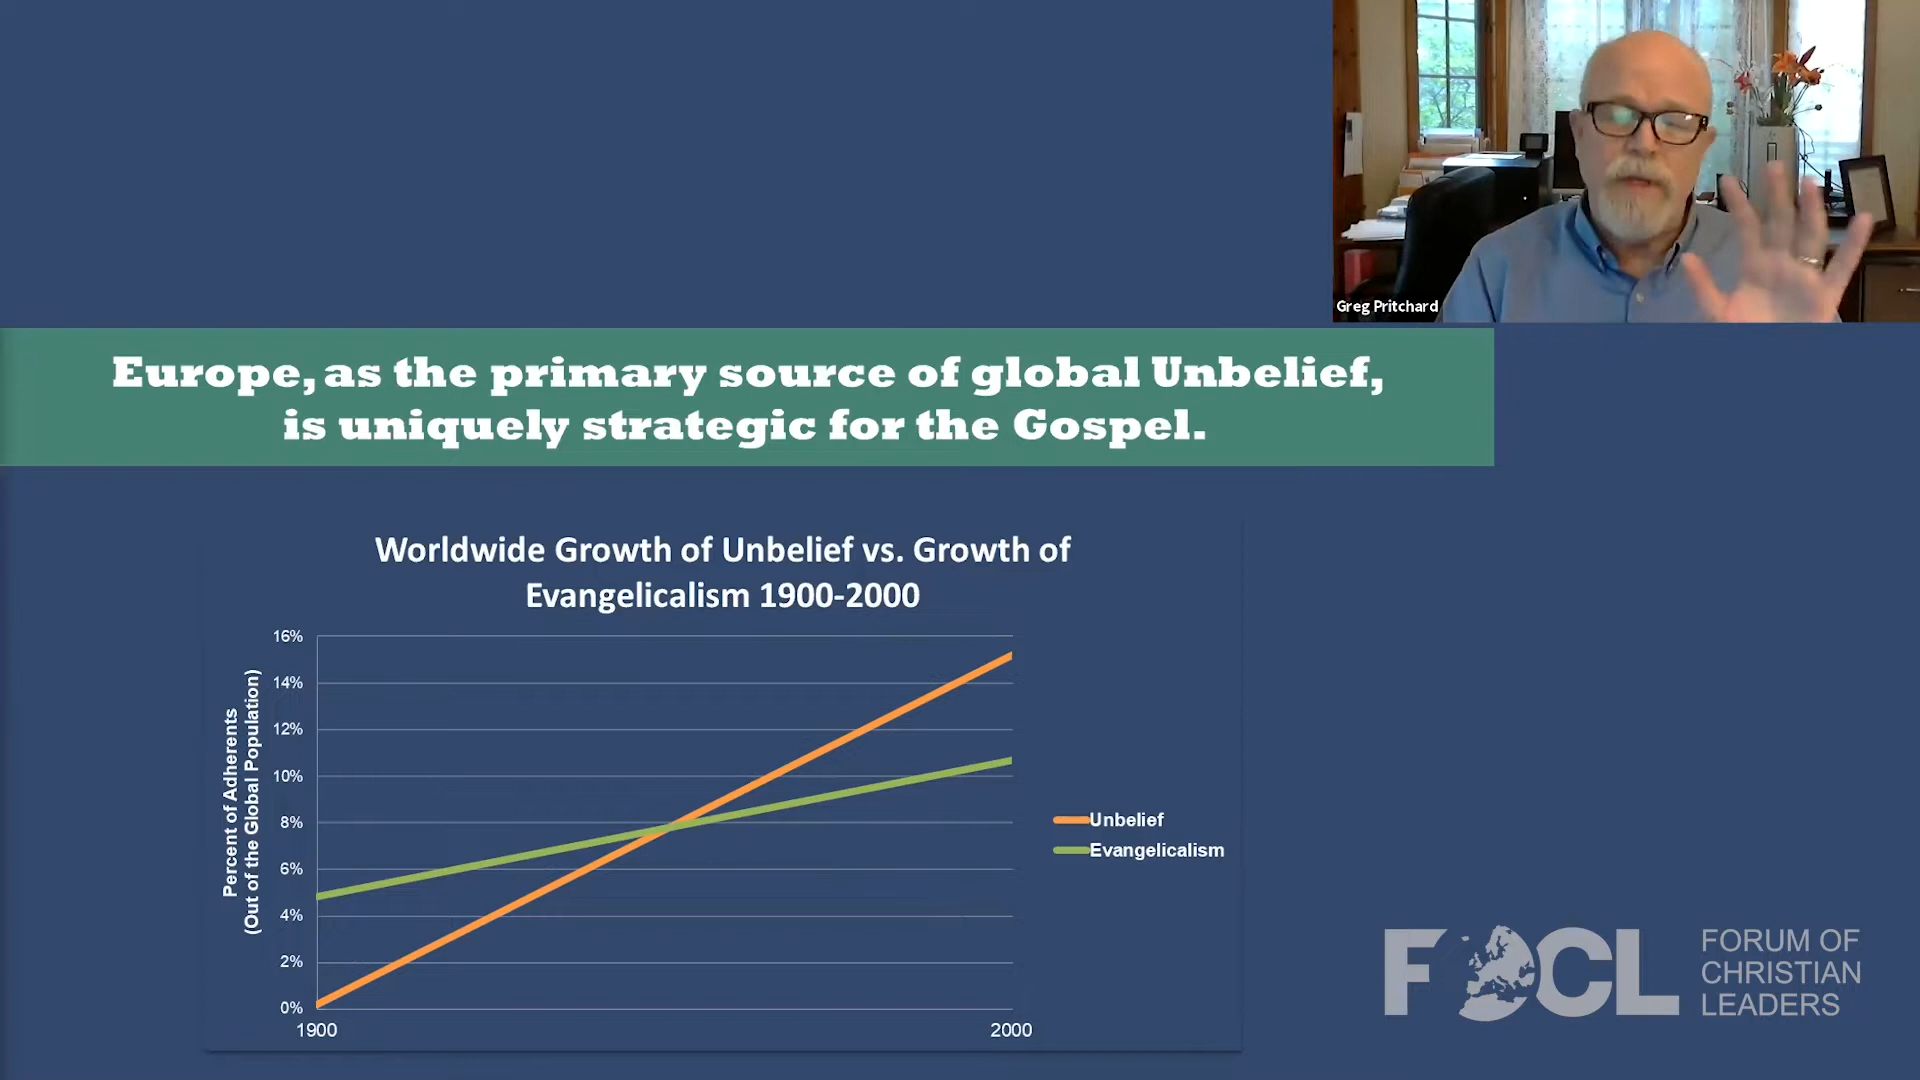 Greg Pritchard
Europe, as the primary source of global Unbelief,
is uniquely strategic for the Gospel.
Worldwide Growth of Unbelief vs. Growth of
Evangelicalism 1900-2000
Percent of Adherents
(Out of the Global Population)
16%
14%
12%
10%
8%
6%
4%
2%
0%
1900
2000
Unbelief
Evangelicalism
FOCL
FORUM OF
CHRISTIAN
LEADERS